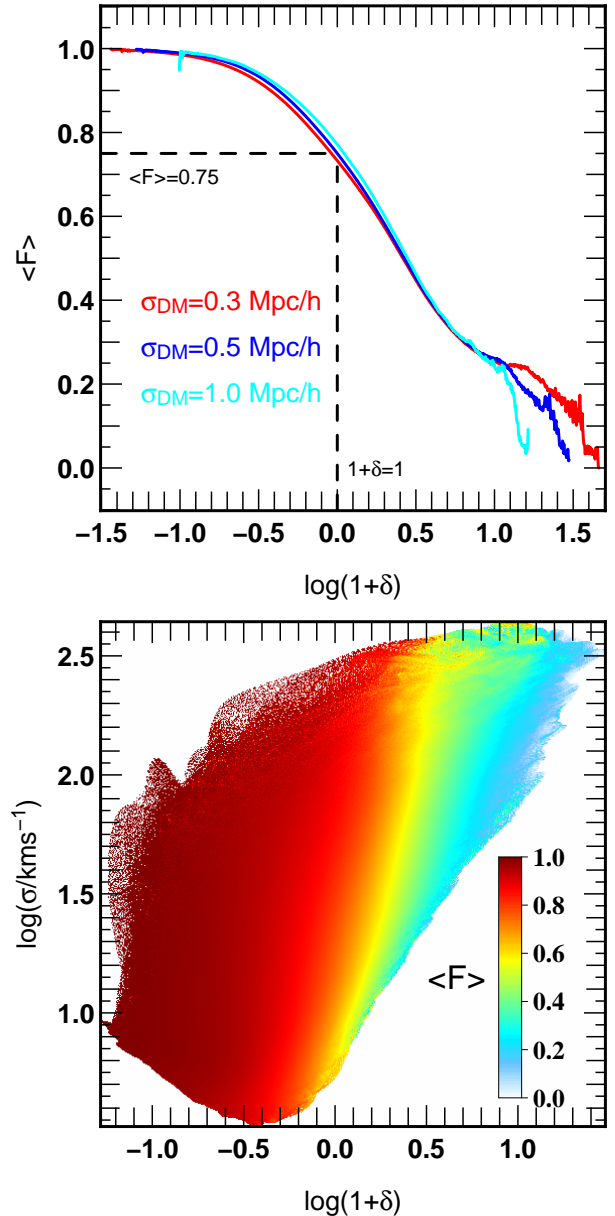 1.0
0.8
<F>=0.75
0.6
<F>
σDM=0.3 Mpc/h
0.4
σDM=0.5 Mpc/h
0.2
σDM=1.0 Mpc/h
1+δ=1
0.0
−1.5 −1.0 −0.5 0.0 0.5 1.0 1.5
log(1+δ)
2.5
2.0
log(σ/kms⁻¹)
1.5
1.0
1.0
0.8
0.6
<F>
0.4
0.2
0.0
−1.0 −0.5 0.0 0.5 1.0
log(1+δ)